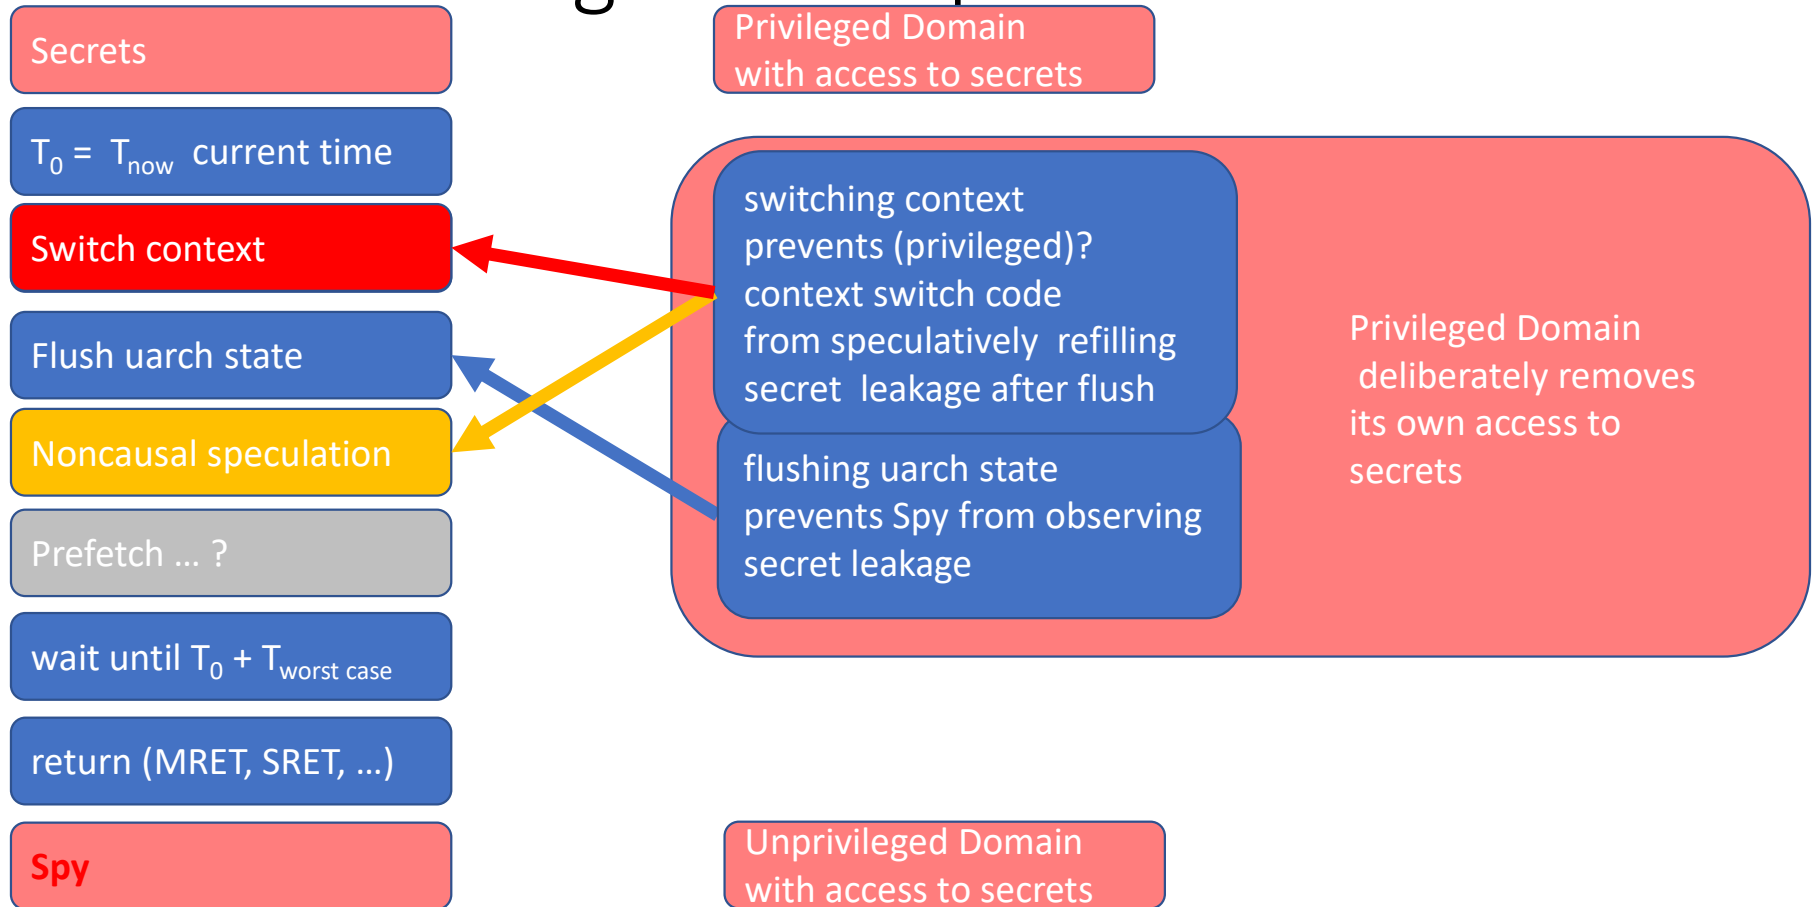 Secrets
T₀ = T_now current time
Switch context
Flush uarch state
Noncausal speculation
Prefetch ... ?
wait until T₀ + T_worst case
return (MRET, SRET, ...)
Spy
Privileged Domain
with access to secrets
switching context
prevents (privileged)?
context switch code
from speculatively refilling
secret leakage after flush
flushing uarch state
prevents Spy from observing
secret leakage
Privileged Domain
deliberately removes
its own access to
secrets
Unprivileged Domain
with access to secrets